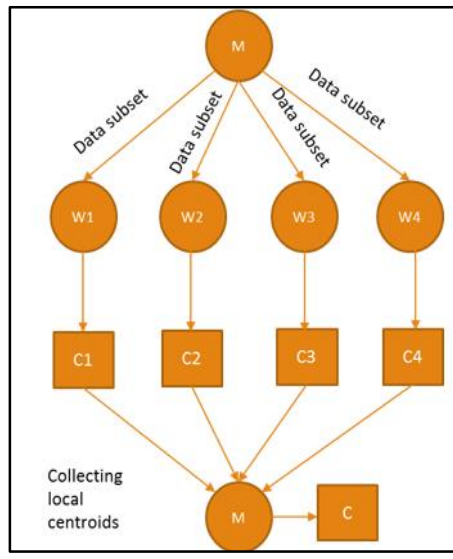 M
Data subset
Data subset
Data subset
Data subset
W1
W2
W3
W4
C1
C2
C3
C4
Collecting
local
centroids
M
C